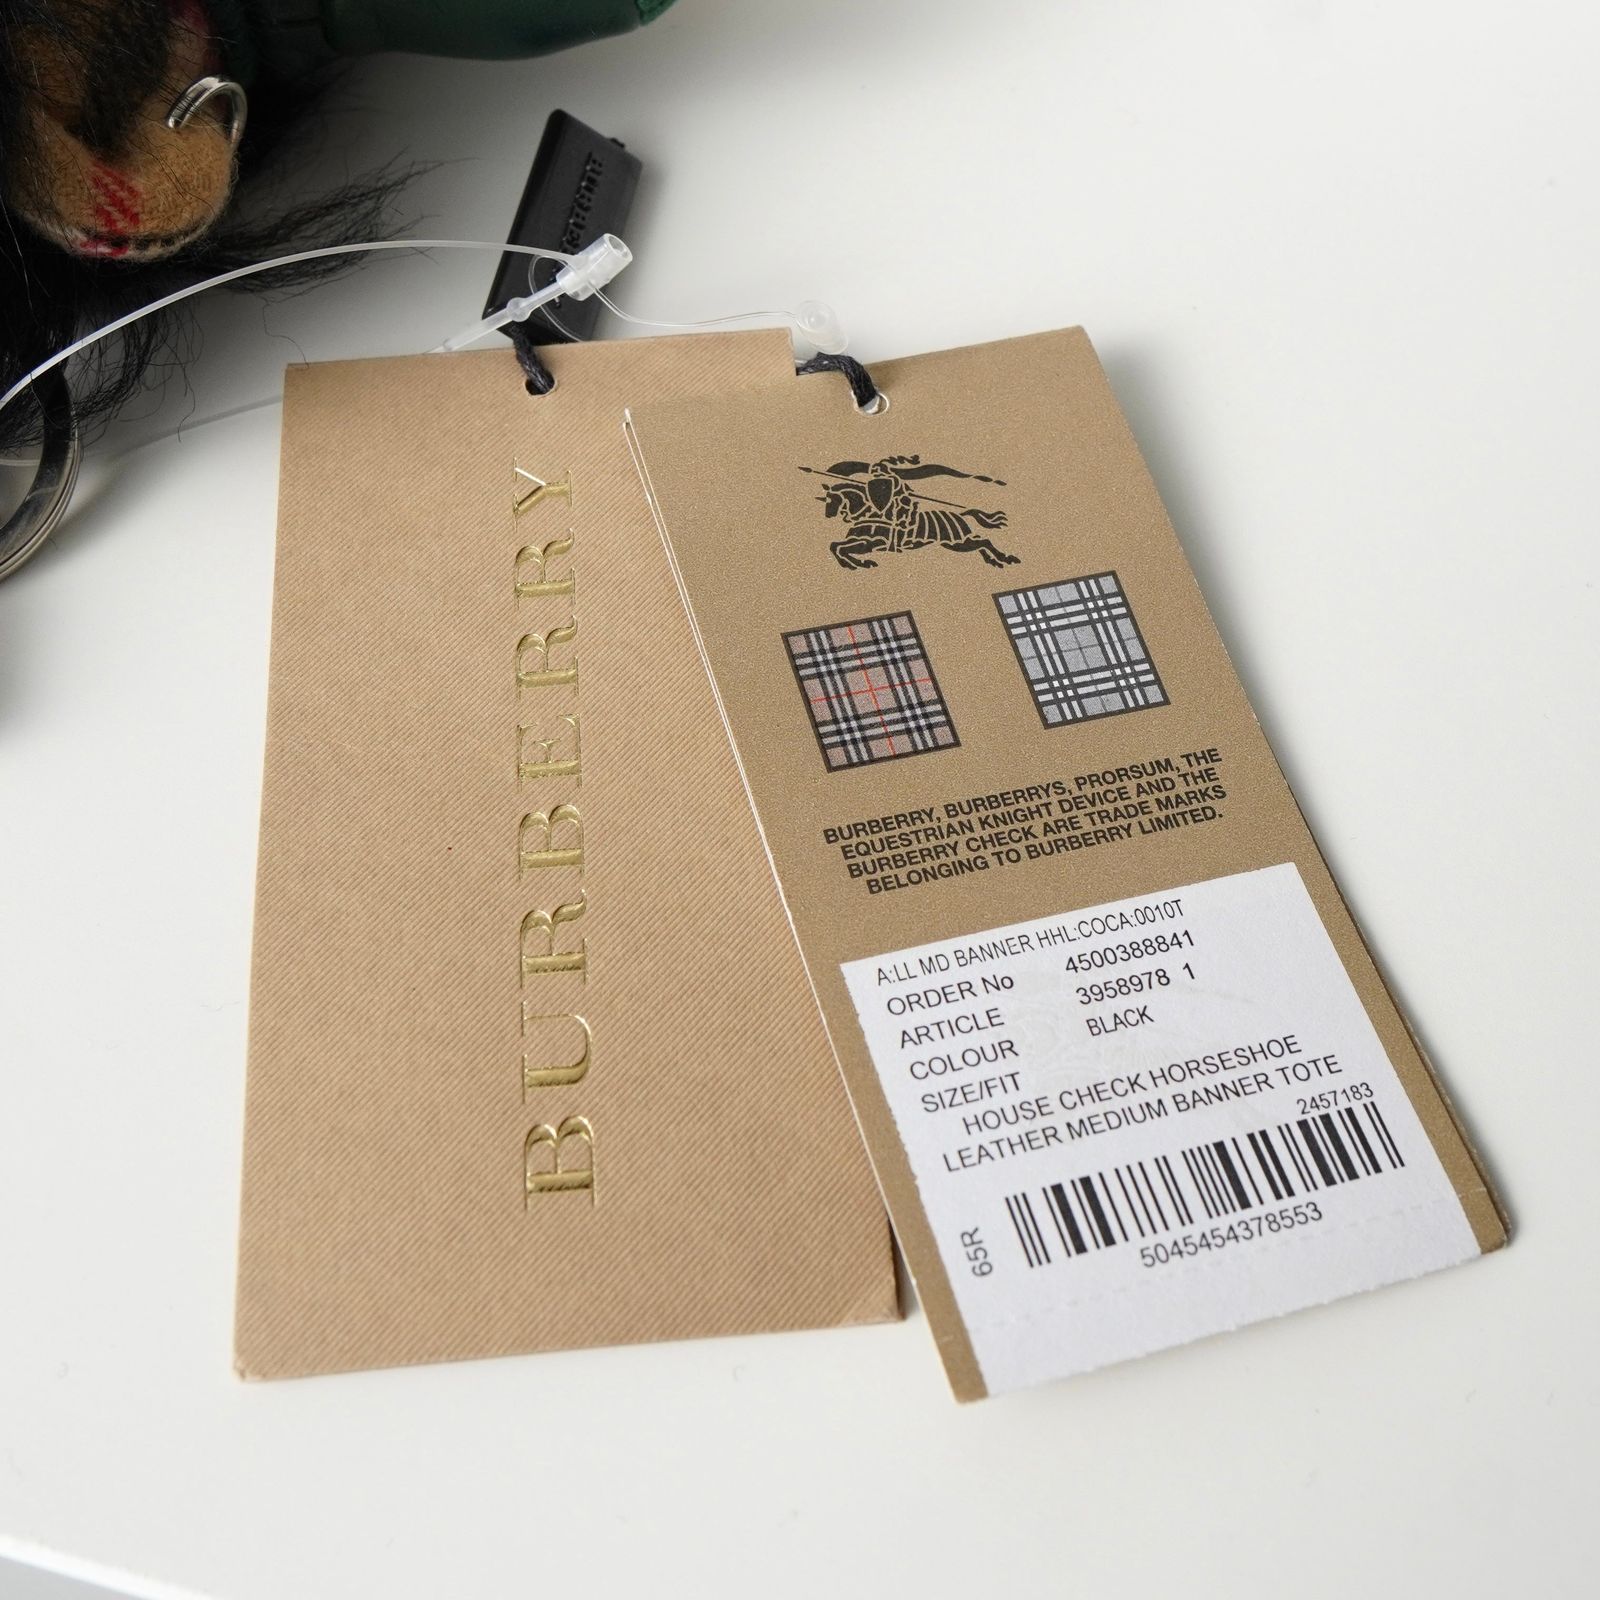 BURBERRY
BURBERRY, BURBERRYS, PRORSUM, THE
EQUESTRIAN KNIGHT DEVICE AND THE
BURBERRY CHECK ARE TRADE MARKS
BELONGING TO BURBERRY LIMITED.
A:LL MD BANNER HHL:COCA:0010T
ORDER No 4500388841
ARTICLE 3958978 1
COLOUR BLACK
SIZE/FIT
HOUSE CHECK HORSESHOE
LEATHER MEDIUM BANNER TOTE
2457183
65R
5045454378553